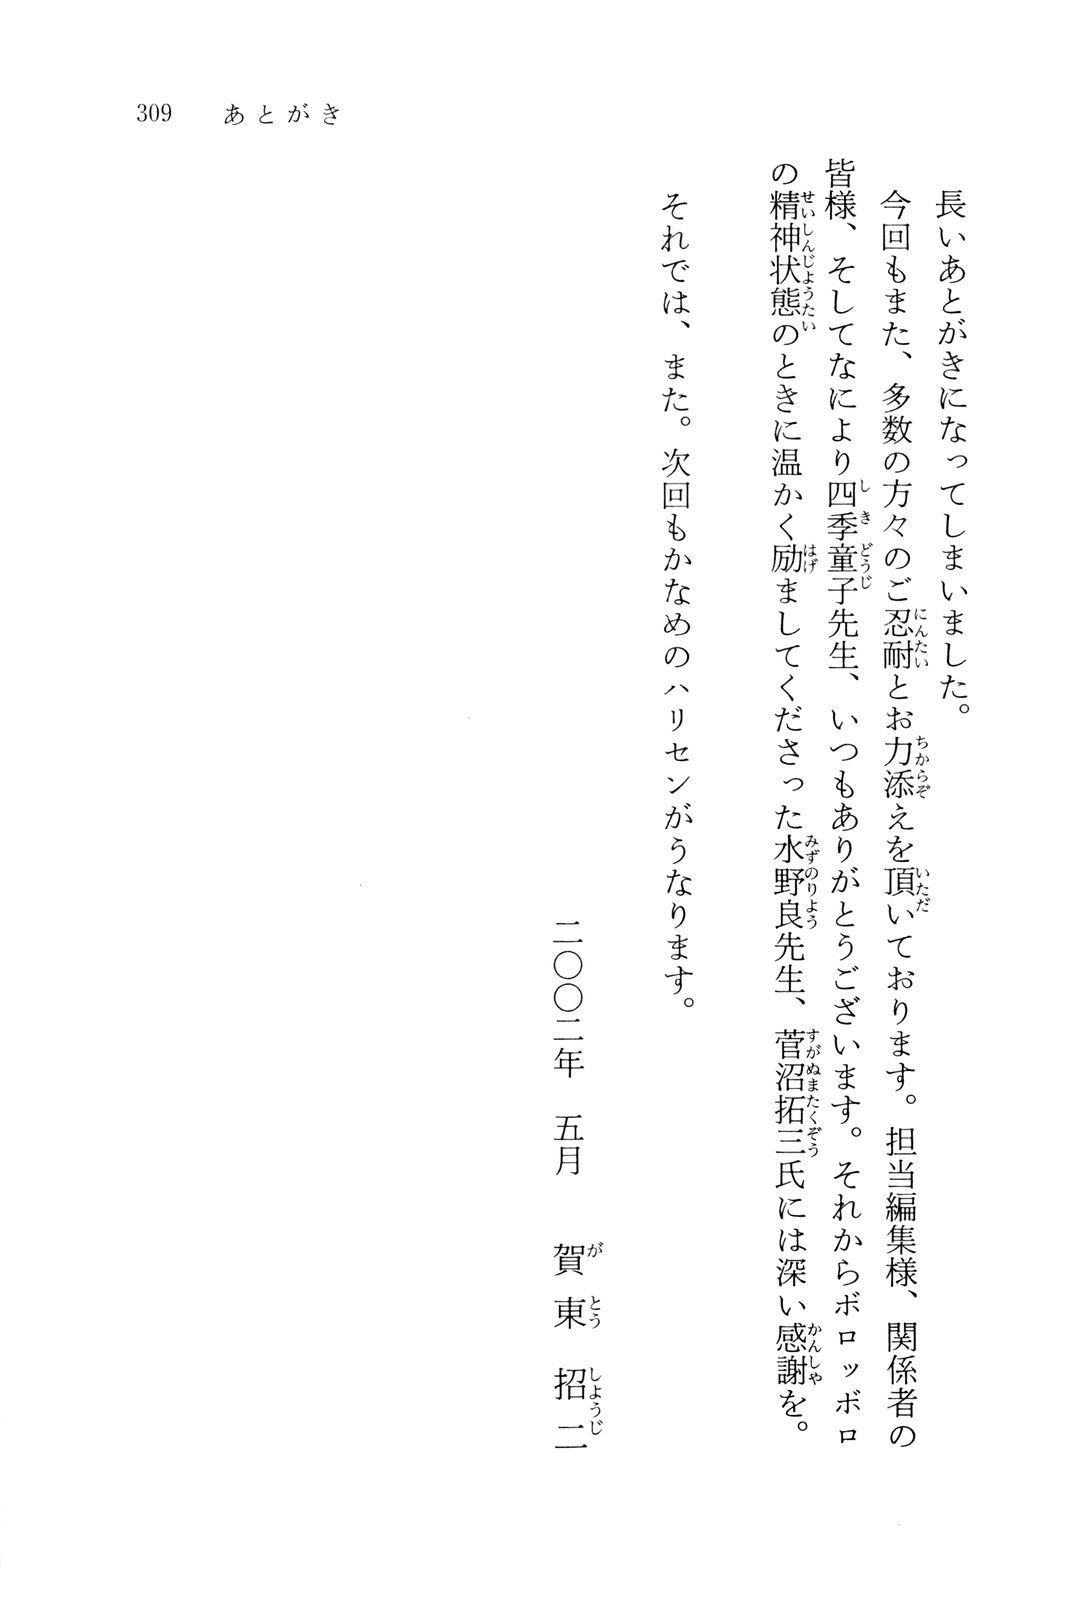 309 あとがき
長いあとがきになってしまいました。
今回もまた、多数の方々のご忍耐とお力添えを頂いております。担当編集様、関係者の
皆様、そしてなにより四季童子先生、いつもありがとうございます。それからボロッボロ
の精神状態のときに温かく励ましてくださった水野良先生、菅沼拓三氏には深い感謝を。
それでは、また。次回もかなめのハリセンがうなります。
二〇〇二年　五月　賀東招二